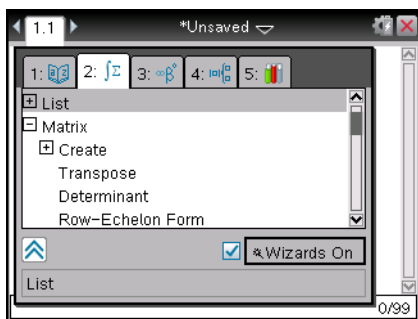 1.1 *Unsaved
1: 2: ∫Σ 3: ∞β° 4: 5:
List
Matrix
Create
Transpose
Determinant
Row-Echelon Form
Wizards On
List
0/99